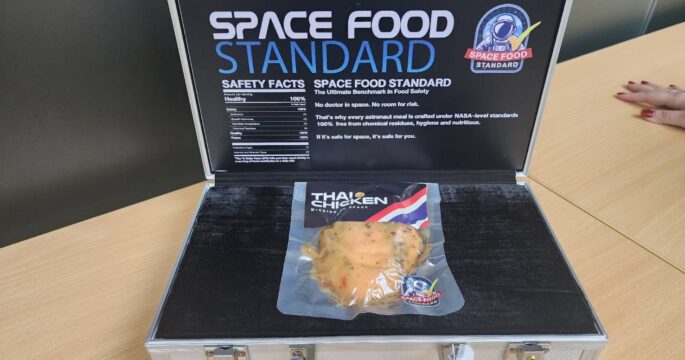 SPACE FOOD
STANDARD
SPACE FOOD
STANDARD
SAFETY FACTS
Healthy 100%
SPACE FOOD STANDARD
The Ultimate Benchmark in Food Safety
No doctor in space. No room for risk.
That's why every astronaut meal is crafted under NASA-level standards
100% free from chemical residues, hygiene and nutritious.
If it's safe for space, it's safe for you.
THAI
CHICKEN
SPACE FOOD
STANDARD